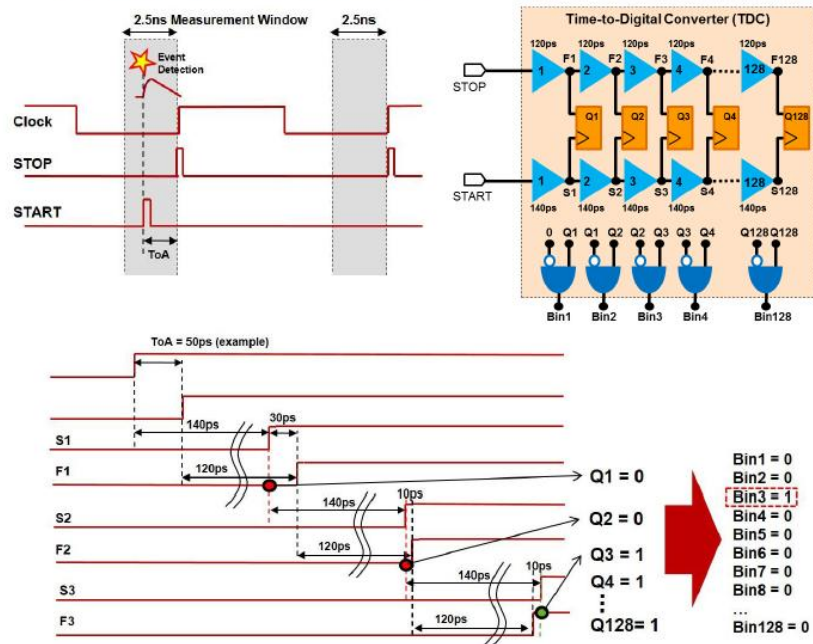 2.5ns Measurement Window
2.5ns
Event
Detection
Clock
STOP
START
ToA
Time-to-Digital Converter (TDC)
120ps 120ps 120ps 120ps 120ps
F1 F2 F3 F4 F128
1 2 3 4 128
STOP
Q1 Q2 Q3 Q4 Q128
START
1 2 3 4 128
S1 S2 S3 S4 S128
140ps 140ps 140ps 140ps 140ps
0 Q1 Q1 Q2 Q2 Q3 Q3 Q4 Q128 Q128
Bin1 Bin2 Bin3 Bin4 Bin128
ToA = 50ps (example)
140ps 30ps
S1
120ps
F1
140ps 10ps
S2
120ps
F2
140ps 10ps
S3
120ps
F3
Q1 = 0
Q2 = 0
Q3 = 1
Q4 = 1
Q128= 1
Bin1 = 0
Bin2 = 0
Bin3 = 1
Bin4 = 0
Bin5 = 0
Bin6 = 0
Bin7 = 0
Bin8 = 0
...
Bin128 = 0